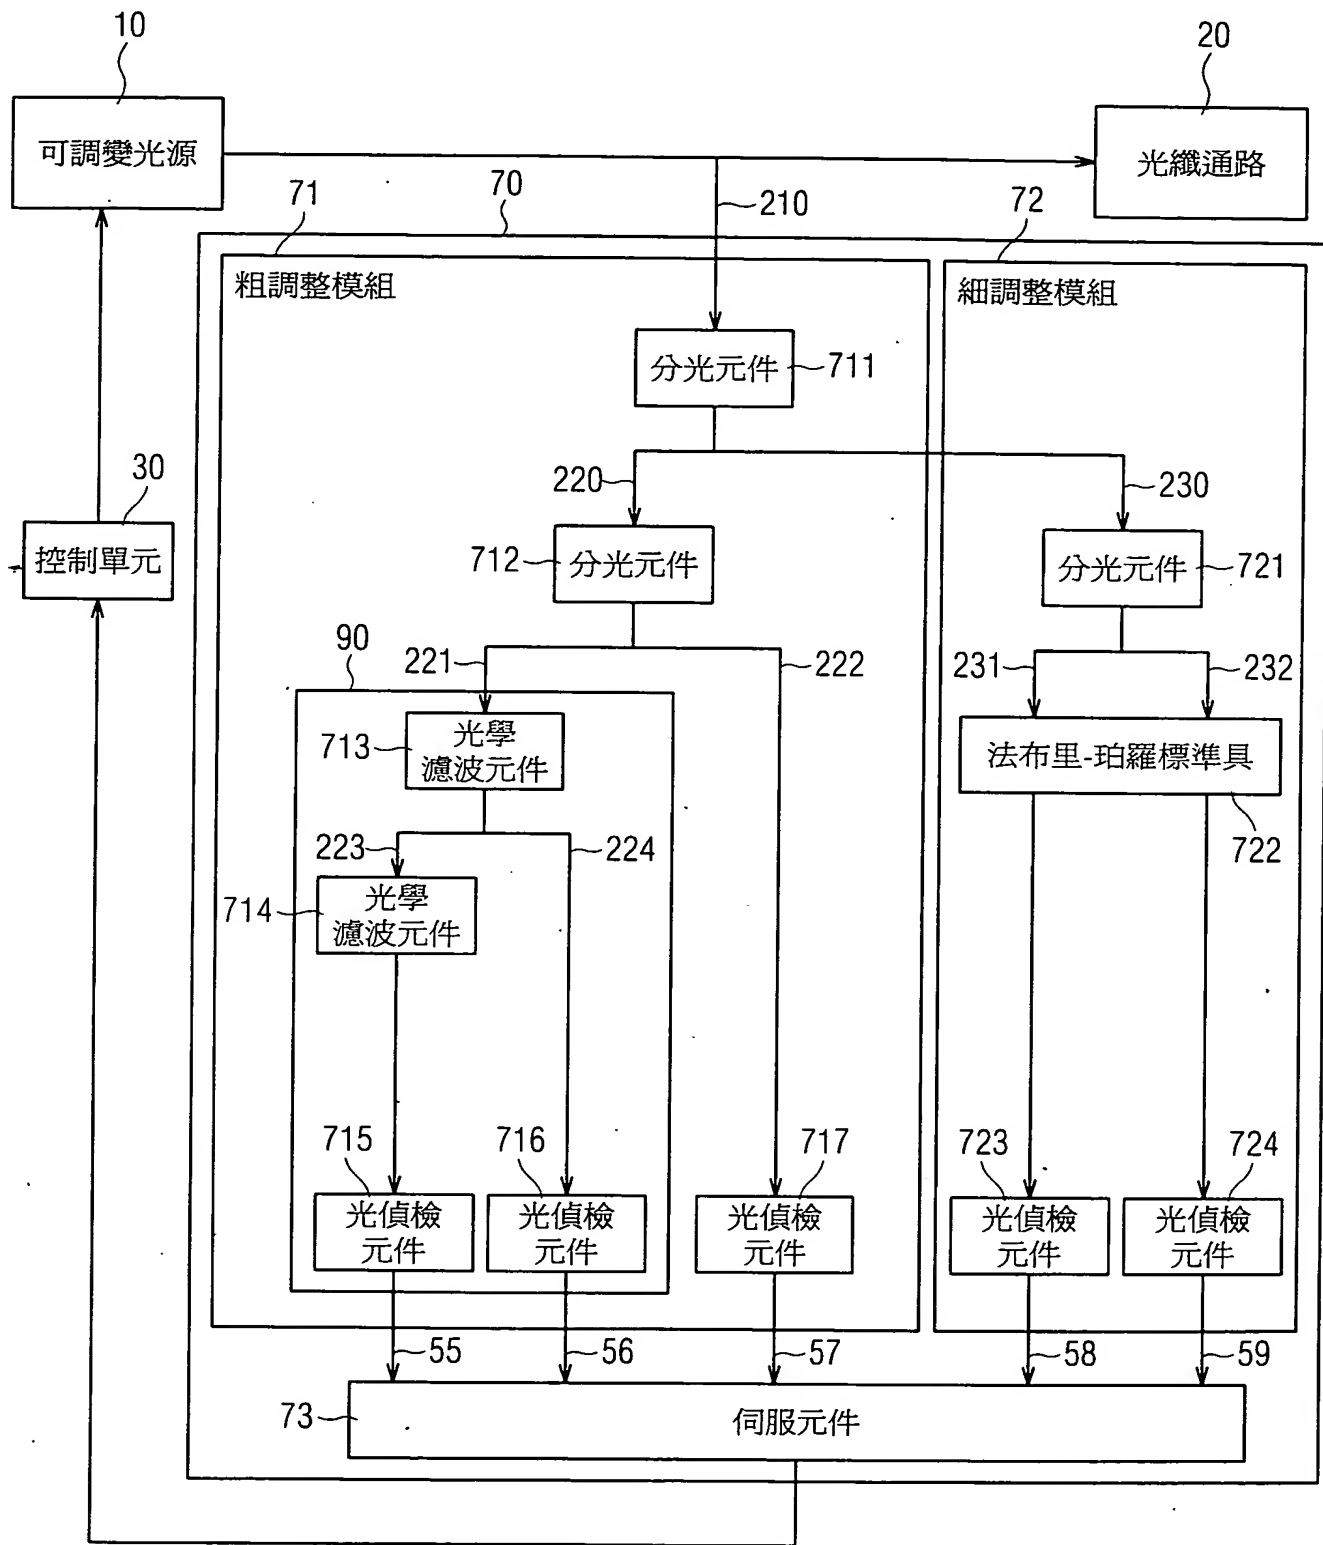 10
20
可調變光源
光纖通路
70
71
210
72
粗調整模組
細調整模組
分光元件
711
30
220
230
控制單元
712
分光元件
分光元件
721
90
221
222
231
232
713
光學
濾波元件
法布里-珀羅標準具
223
224
722
714
光學
濾波元件
715
716
717
723
724
光偵檢
元件
光偵檢
元件
光偵檢
元件
光偵檢
元件
光偵檢
元件
55
56
57
58
59
73
伺服元件